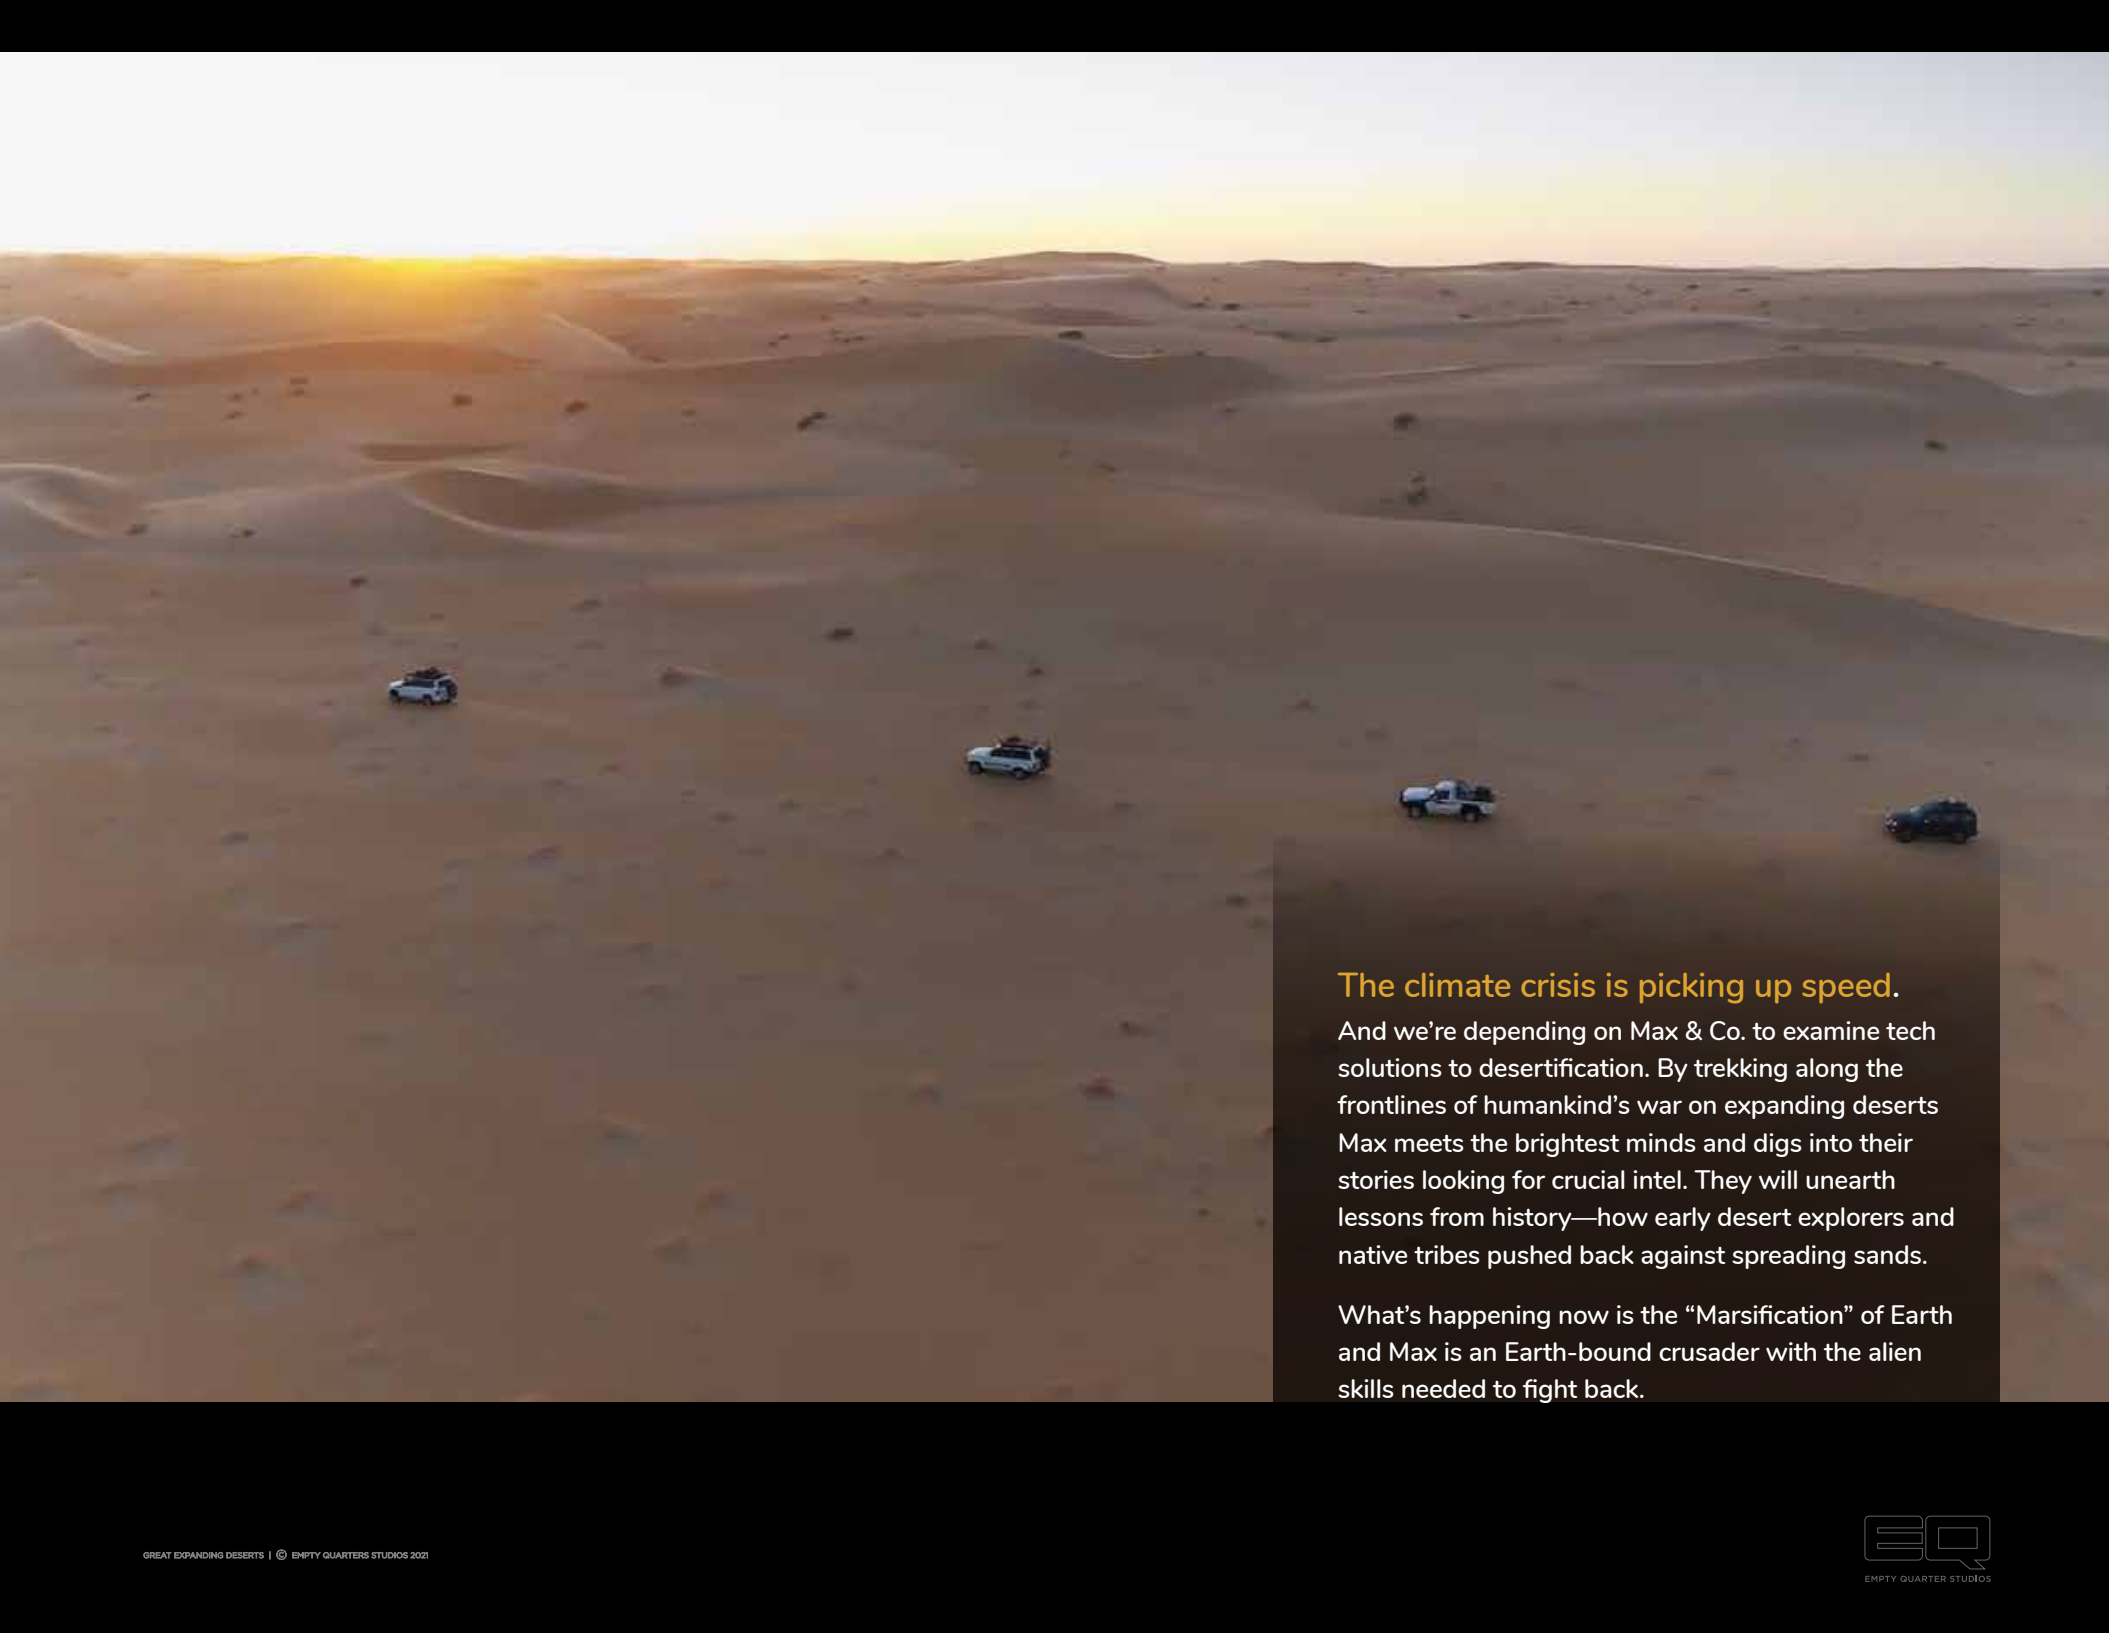 The climate crisis is picking up speed.
And we’re depending on Max & Co. to examine tech
solutions to desertification. By trekking along the
frontlines of humankind’s war on expanding deserts
Max meets the brightest minds and digs into their
stories looking for crucial intel. They will unearth
lessons from history—how early desert explorers and
native tribes pushed back against spreading sands.
What’s happening now is the “Marsification” of Earth
and Max is an Earth-bound crusader with the alien
skills needed to fight back.
GREAT EXPANDING DESERTS | © EMPTY QUARTERS STUDIOS 2021
EQ
EMPTY QUARTER STUDIOS